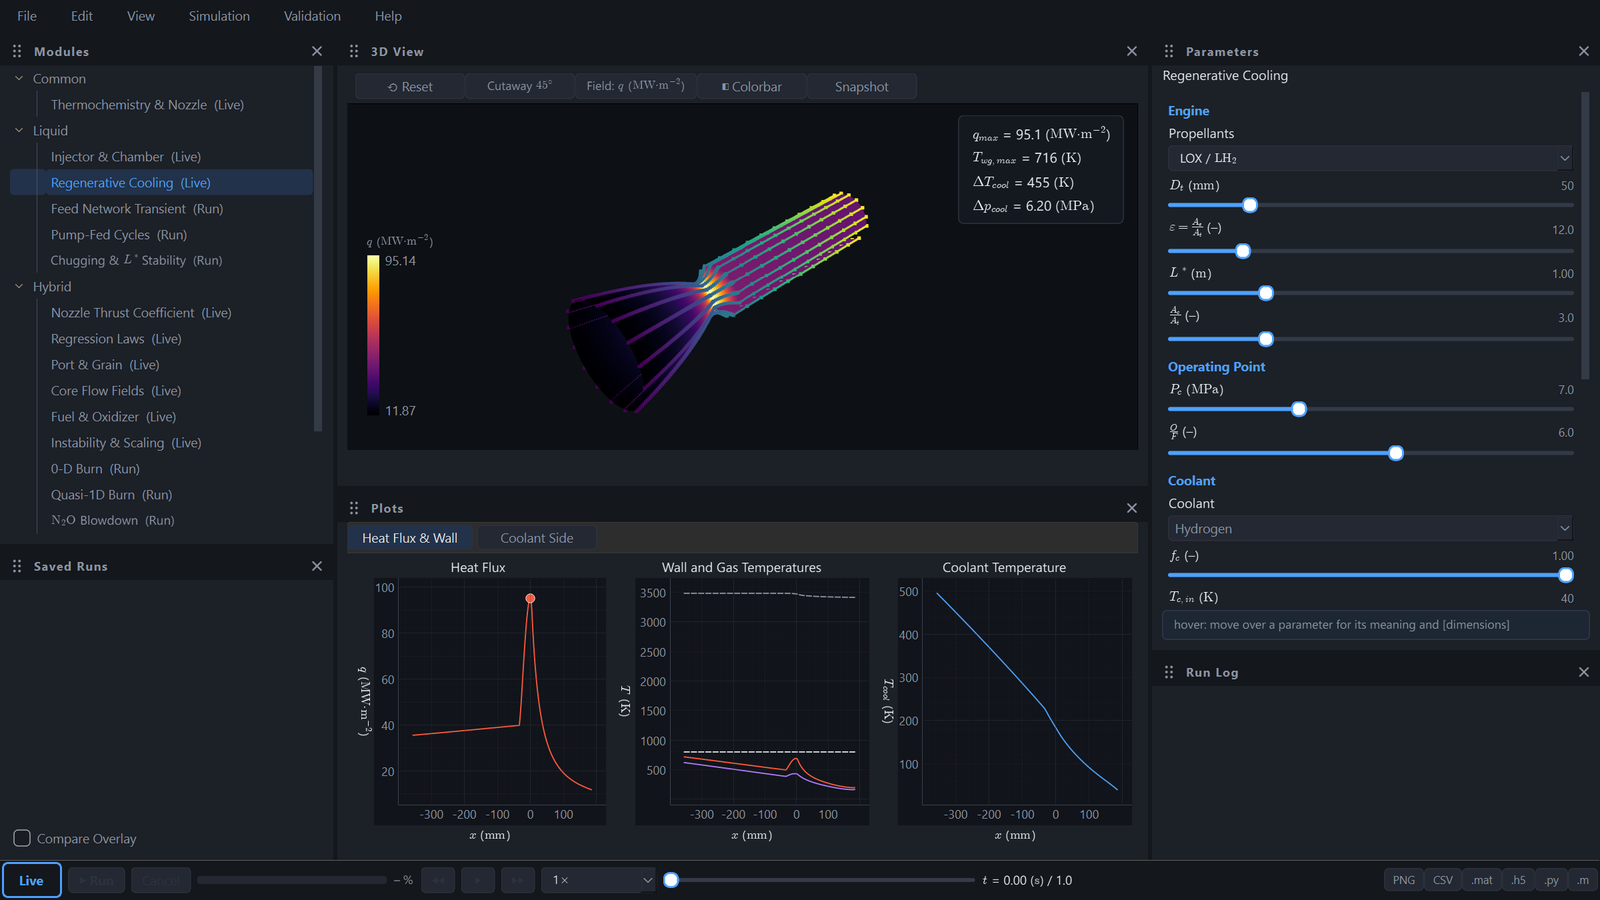 File Edit View Simulation Validation Help
Modules
Common
Thermochemistry & Nozzle (Live)
Liquid
Injector & Chamber (Live)
Regenerative Cooling (Live)
Feed Network Transient (Run)
Pump-Fed Cycles (Run)
Chugging & L* Stability (Run)
Hybrid
Nozzle Thrust Coefficient (Live)
Regression Laws (Live)
Port & Grain (Live)
Core Flow Fields (Live)
Fuel & Oxidizer (Live)
Instability & Scaling (Live)
0-D Burn (Run)
Quasi-1D Burn (Run)
N₂O Blowdown (Run)
Saved Runs
Compare Overlay
3D View
Reset Cutaway 45° Field: q (MW·m⁻²) Colorbar Snapshot
q_max = 95.1 (MW·m⁻²)
T_wg,max = 716 (K)
ΔT_cool = 455 (K)
Δp_cool = 6.20 (MPa)
q (MW·m⁻²)
95.14
11.87
Plots
Heat Flux & Wall Coolant Side
Heat Flux
100
80
60
40
20
q (MW·m⁻²)
-300 -200 -100 0 100
x (mm)
Wall and Gas Temperatures
3500
3000
2500
2000
1500
1000
500
T (K)
-300 -200 -100 0 100
x (mm)
Coolant Temperature
500
400
300
200
100
T_cool (K)
-300 -200 -100 0 100
x (mm)
Parameters
Regenerative Cooling
Engine
Propellants
LOX / LH₂
D_t (mm) 50
ε = A_e/A_t (–) 12.0
L* (m) 1.00
A_c/A_t (–) 3.0
Operating Point
P_c (MPa) 7.0
O/F (–) 6.0
Coolant
Coolant
Hydrogen
f_c (–) 1.00
T_c,in (K) 40
hover: move over a parameter for its meaning and [dimensions]
Run Log
Live Run Cancel – % 1× t = 0.00 (s) / 1.0 PNG CSV .mat .h5 .py .m